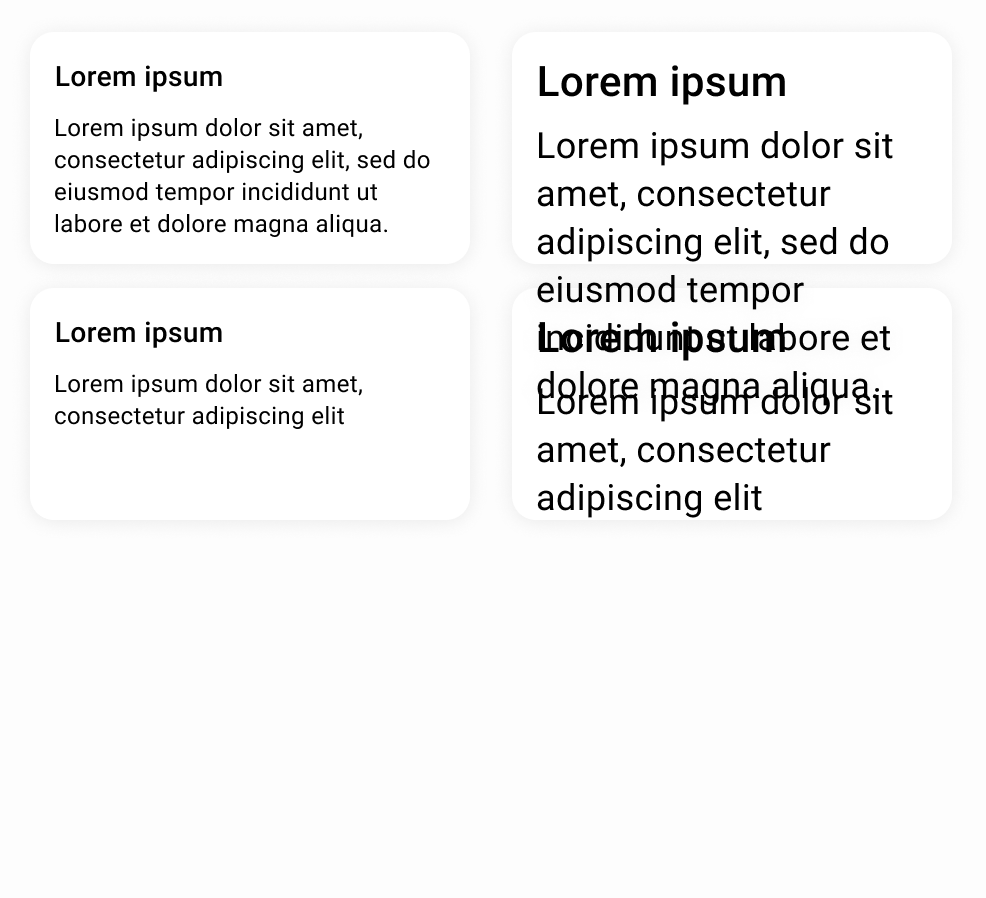 Lorem ipsum
Lorem ipsum dolor sit amet,
consectetur adipiscing elit, sed do
eiusmod tempor incididunt ut
labore et dolore magna aliqua.
Lorem ipsum
Lorem ipsum dolor sit amet,
consectetur adipiscing elit
Lorem ipsum
Lorem ipsum dolor sit
amet, consectetur
adipiscing elit, sed do
eiusmod tempor
incididunt ut labore et
dolore magna aliqua.
Lorem ipsum
Lorem ipsum dolor sit
amet, consectetur
adipiscing elit